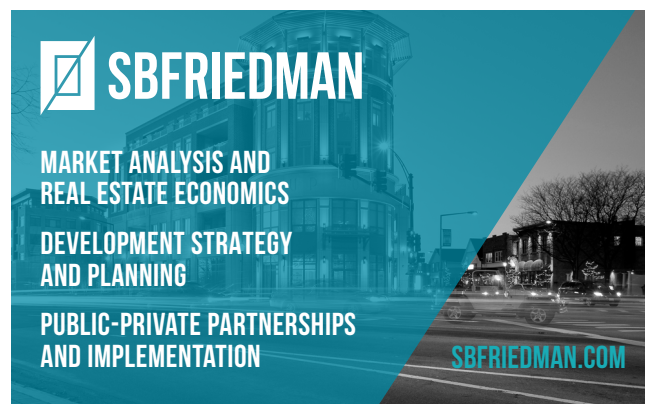 SBFRIEDMAN
MARKET ANALYSIS AND
REAL ESTATE ECONOMICS
DEVELOPMENT STRATEGY
AND PLANNING
PUBLIC-PRIVATE PARTNERSHIPS
AND IMPLEMENTATION
SBFRIEDMAN.COM